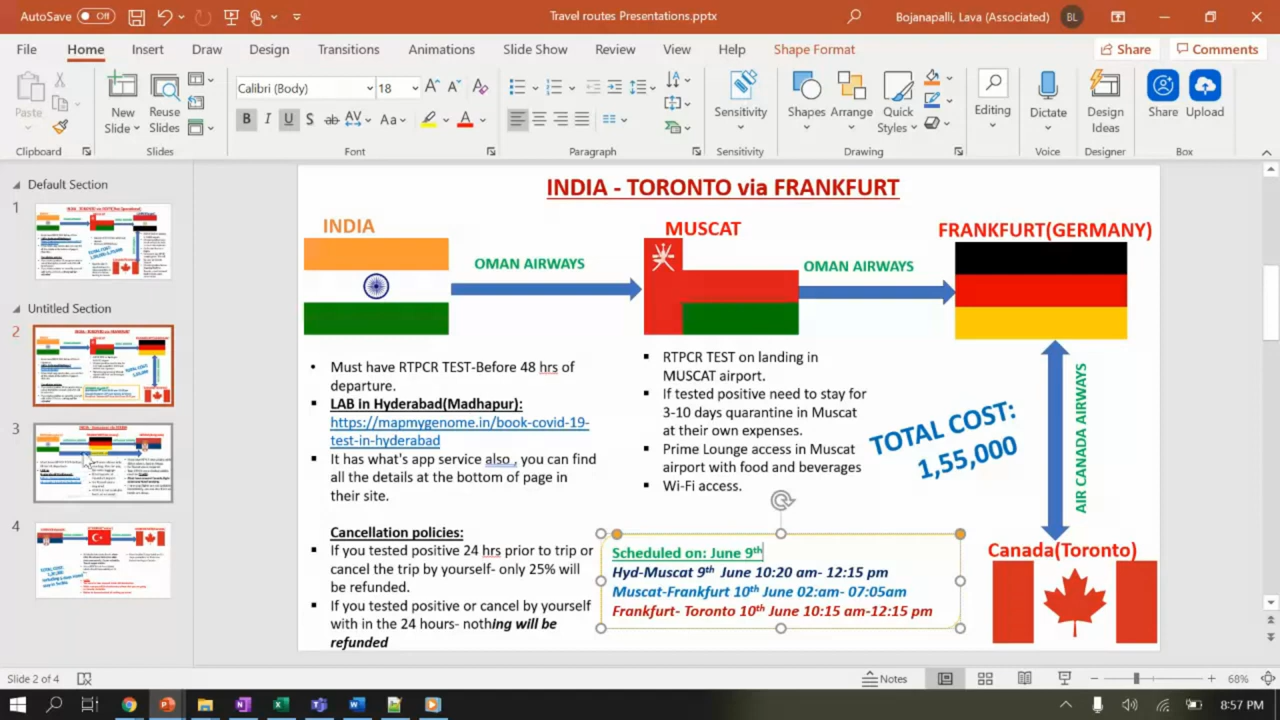 AutoSave Off
Travel routes Presentations.pptx
Bojanapalli, Lava (Associated) BL
File Home Insert Draw Design Transitions Animations Slide Show Review View Help Shape Format Share Comments
Paste
New Slide
Reuse Slides
Calibri (Body) 18
Sensitivity
Shapes
Arrange
Quick Styles
Editing
Dictate
Design Ideas
Share
Upload
Clipboard Slides Font Paragraph Sensitivity Drawing Voice Designer Box
Default Section
1
Untitled Section
2
3
4
INDIA - TORONTO via FRANKFURT
INDIA
MUSCAT
FRANKFURT(GERMANY)
OMAN AIRWAYS
OMAN AIRWAYS
Must have RTPCR TEST-Before 48hrs of
departure.
LAB in Hyderabad(Madhapur):
https://mapmygenome.in/book-covid-19-
test-in-hyderabad
It has what's app service also
you can find
all the details at the bottom of page in
their site.
Cancellation policies:
If you tested positive 24 hrs prior to trip or
cancel the trip by yourself- only 25% will
be refunded.
If you tested positive or cancel by yourself
with in the 24 hours- nothing will be
refunded
RTPCR TEST on landing in
MUSCAT airport.
If tested positive need to stay for
3-10 days quarantine in Muscat
at their own expenses.
Prime Lounge access in Muscat
airport with food and beverages
Wi-Fi access.
TOTAL COST:
1,55,000
AIR CANADA AIRWAYS
Canada(Toronto)
Scheduled on: June 9th
Hyd-Muscat 9th June 10:20 am- 12:15 pm
Muscat-Frankfurt 10th June 02:am- 07:05am
Frankfurt- Toronto 10th June 10:15 am-12:15 pm
Slide 2 of 4
Notes
68%
8:57 PM